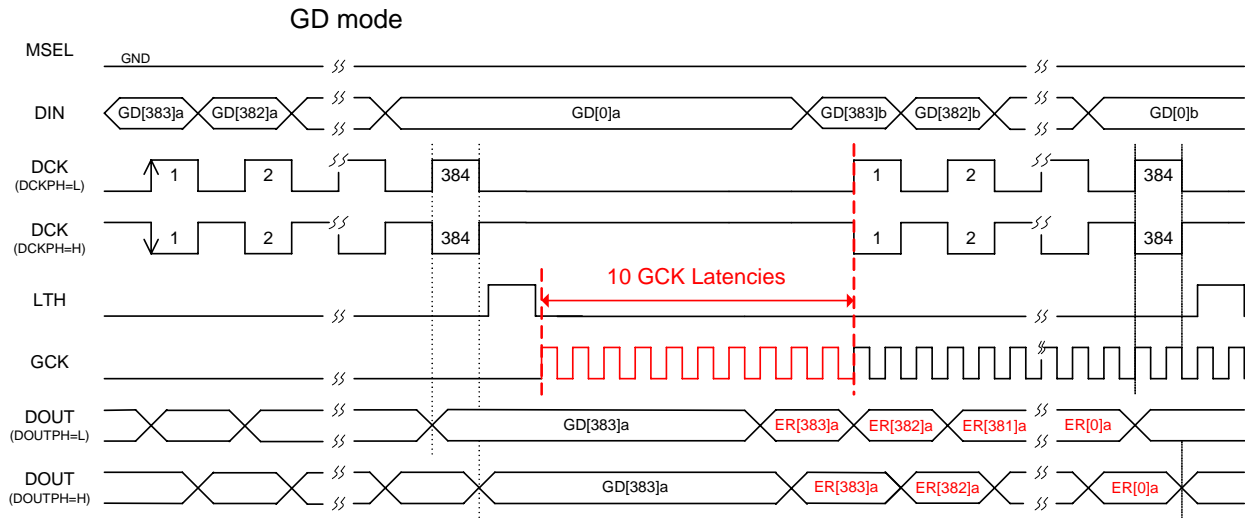 GD mode
MSEL GND
DIN GD[383]a GD[382]a GD[0]a GD[383]b GD[382]b GD[0]b
DCK 1 2 384 1 2 384
(DCKPH=L)
DCK 1 2 384 1 2 384
(DCKPH=H)
10 GCK Latencies
LTH
GCK
DOUT GD[383]a ER[383]a ER[382]a ER[381]a ER[0]a
(DOUTPH=L)
DOUT GD[383]a ER[383]a ER[382]a ER[0]a
(DOUTPH=H)